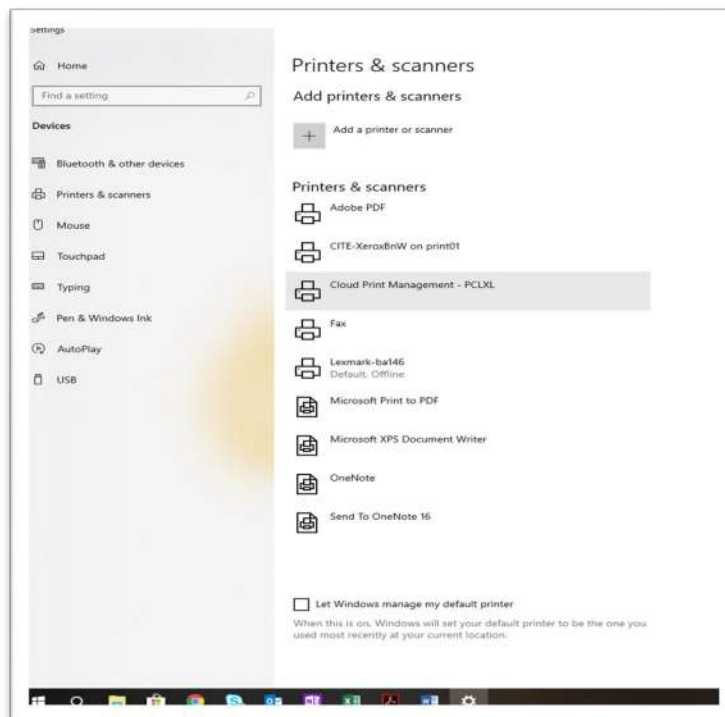 Settings
Home
Find a setting
Devices
Bluetooth & other devices
Printers & scanners
Mouse
Touchpad
Typing
Pen & Windows Ink
AutoPlay
USB
Printers & scanners
Add printers & scanners
Add a printer or scanner
Printers & scanners
Adobe PDF
CITE-XeroxBnW on print01
Cloud Print Management - PCLXL
Fax
Lexmark-ba146
Default, Offline
Microsoft Print to PDF
Microsoft XPS Document Writer
OneNote
Send To OneNote 16
Let Windows manage my default printer
When this is on, Windows will set your default printer to be the one you
used most recently at your current location.